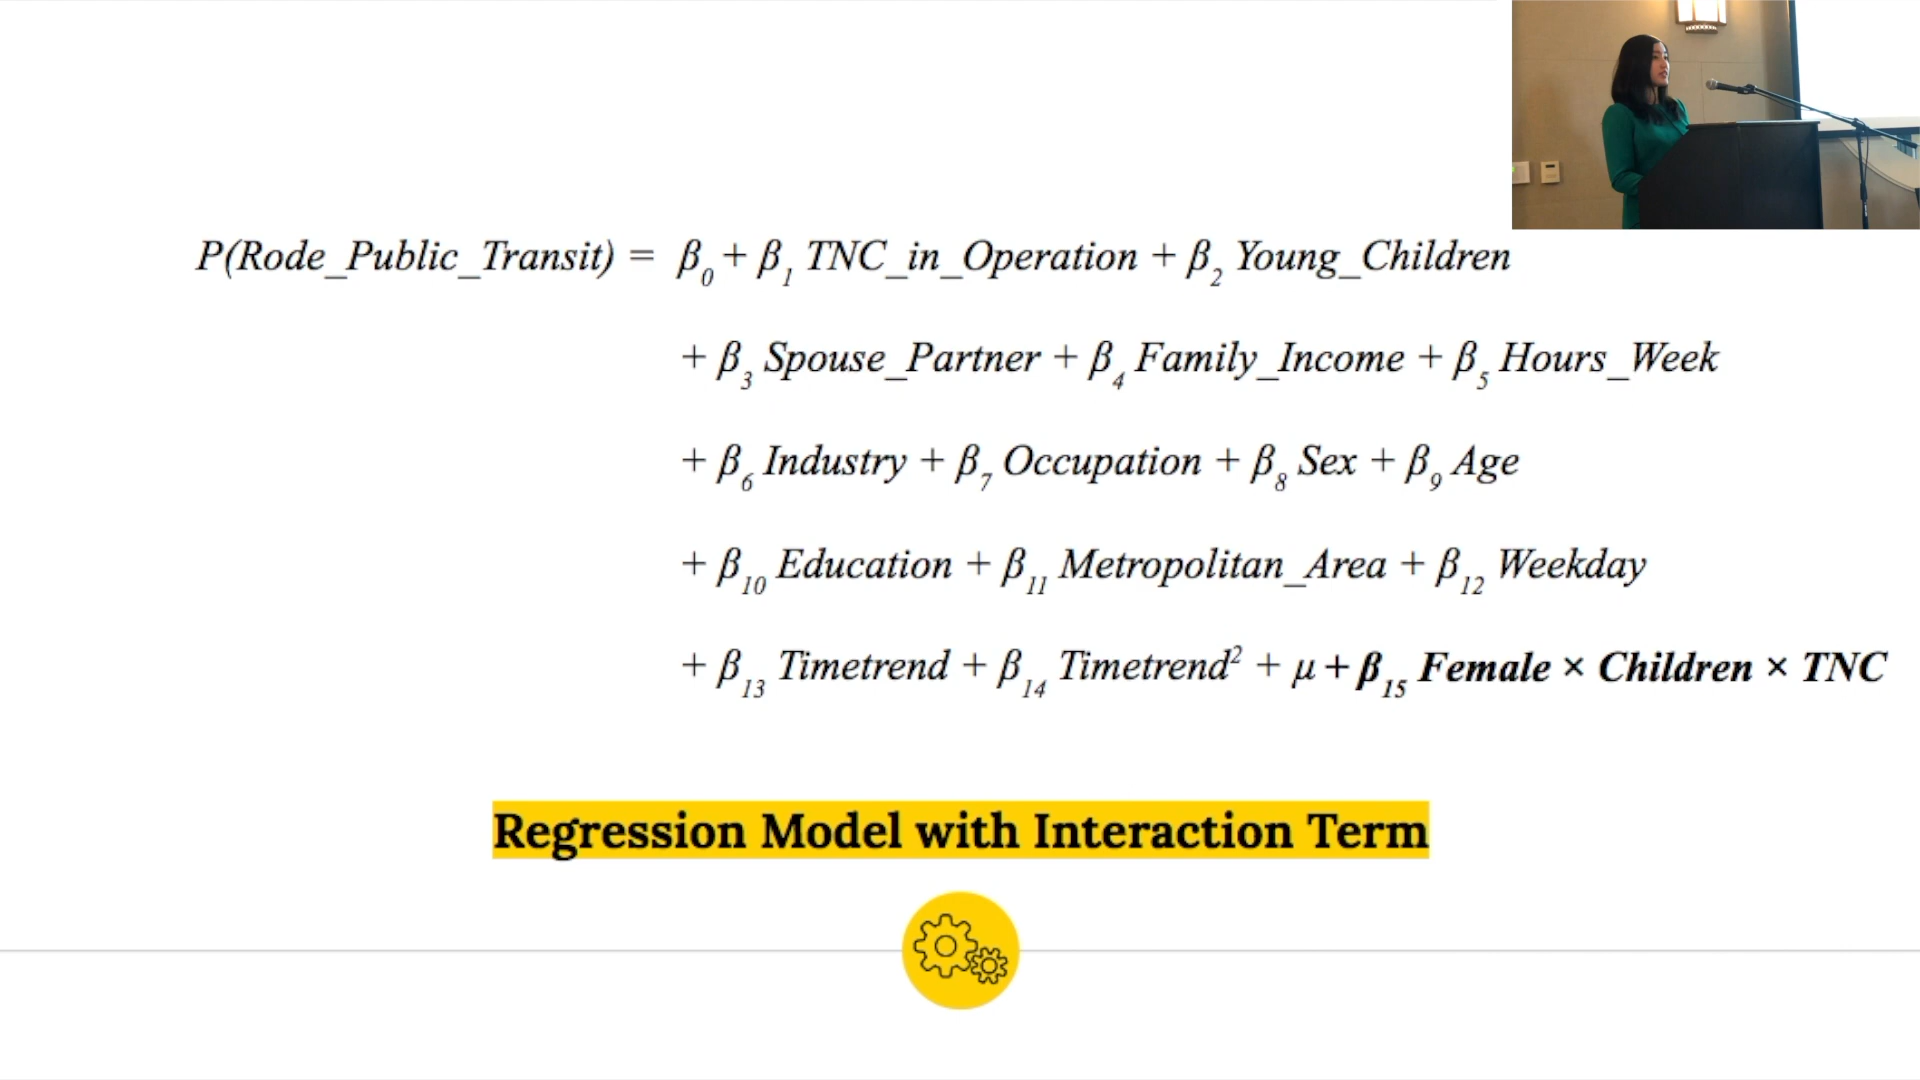 P(Rode_Public_Transit) = β₀ + β₁ TNC_in_Operation + β₂ Young_Children
+ β₃ Spouse_Partner + β₄ Family_Income + β₅ Hours_Week
+ β₆ Industry + β₇ Occupation + β₈ Sex + β₉ Age
+ β₁₀ Education + β₁₁ Metropolitan_Area + β₁₂ Weekday
+ β₁₃ Timetrend + β₁₄ Timetrend² + μ + β₁₅ Female × Children × TNC
Regression Model with Interaction Term